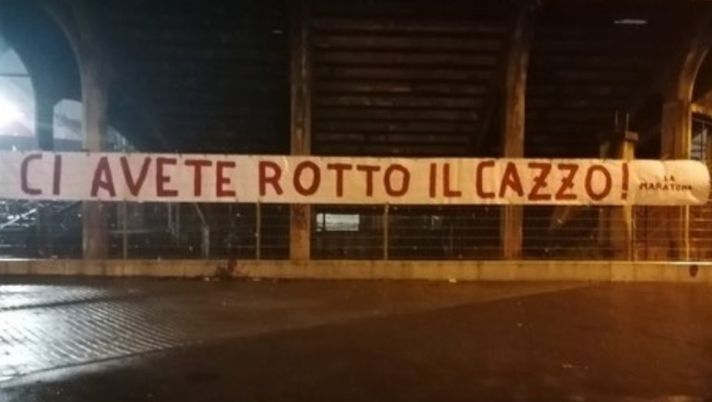 CI AVETE ROTTO IL CAZZO!
LA
MARATONA